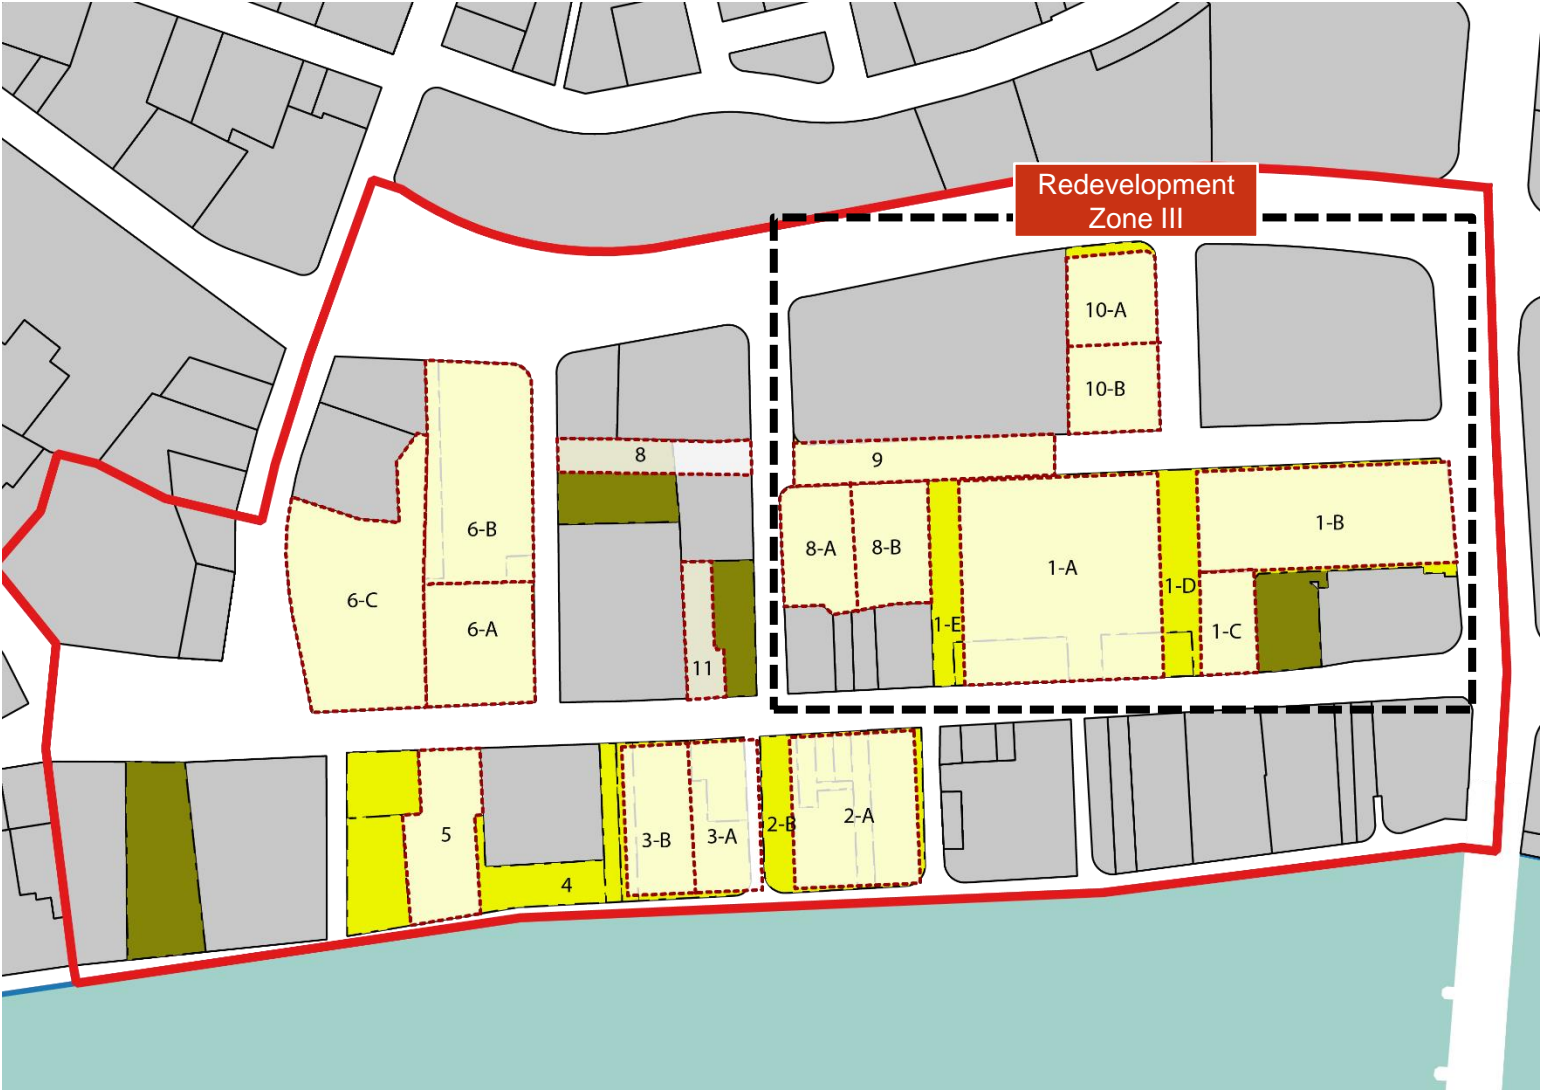 Redevelopment
Zone III
10-A
10-B
8
9
6-B
8-A
8-B
1-A
1-B
1-D
6-C
6-A
1-E
1-C
11
5
3-B
3-A
2-B
2-A
4